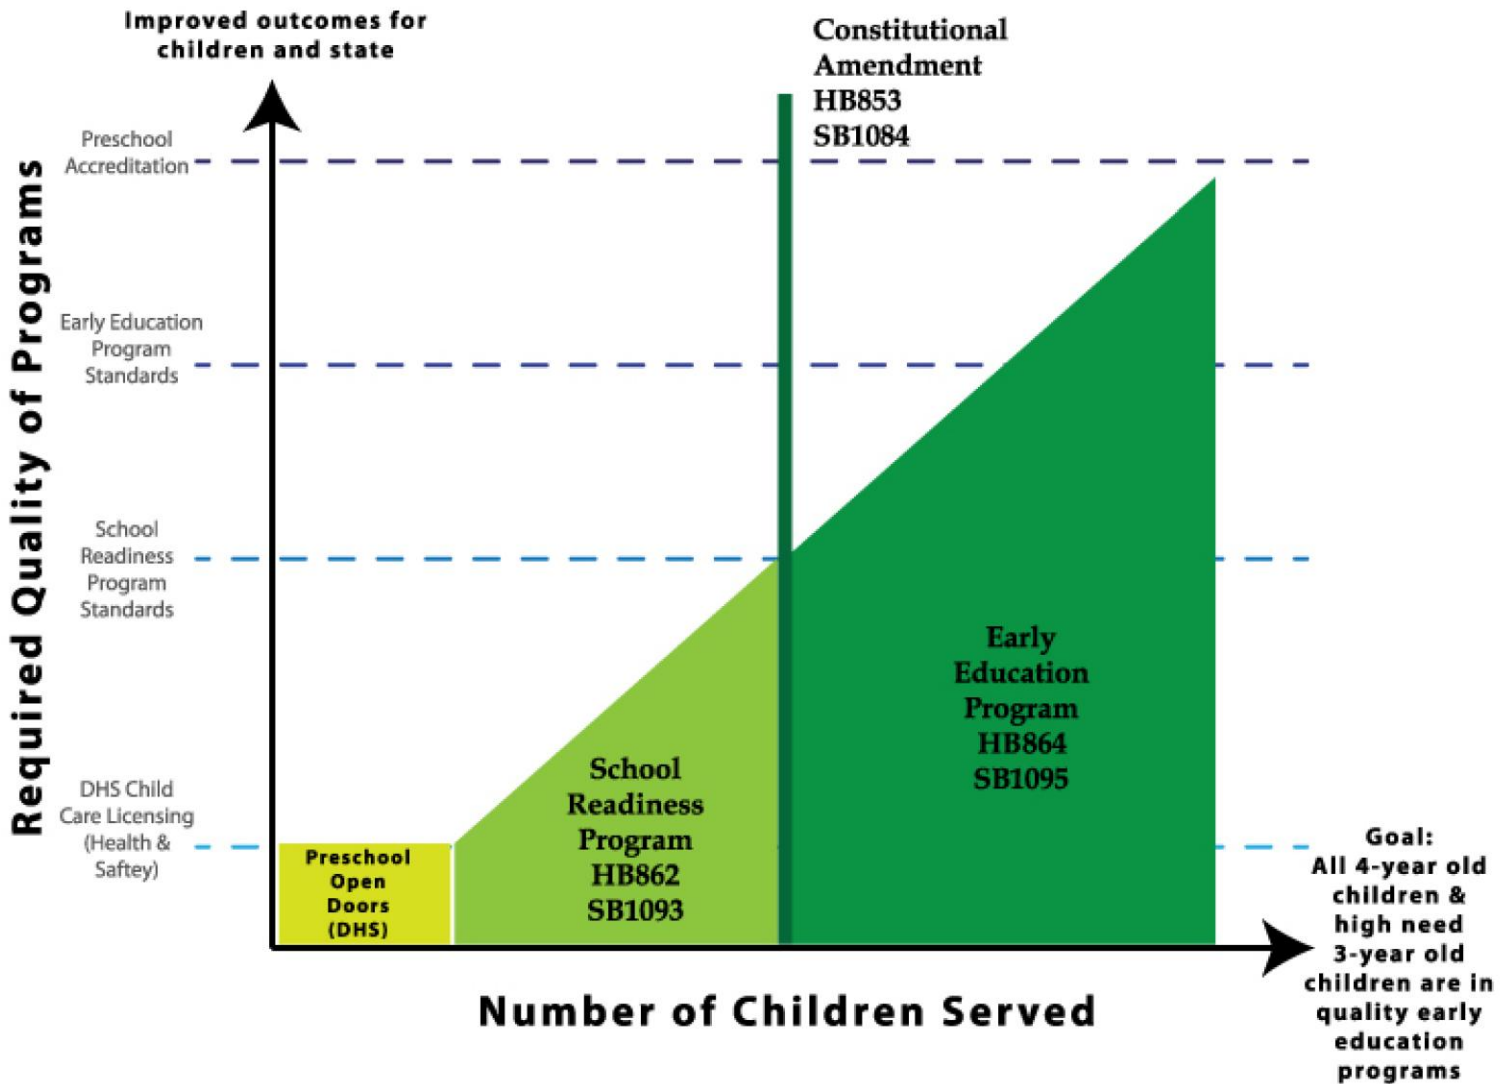 Improved outcomes for
children and state
Constitutional
Amendment
HB853
SB1084
Required Quality of Programs
Preschool
Accreditation
Early Education
Program
Standards
School
Readiness
Program
Standards
DHS Child
Care Licensing
(Health &
Saftey)
Preschool
Open
Doors
(DHS)
School
Readiness
Program
HB862
SB1093
Early
Education
Program
HB864
SB1095
Goal:
All 4-year old
children &
high need
3-year old
children are in
quality early
education
programs
Number of Children Served